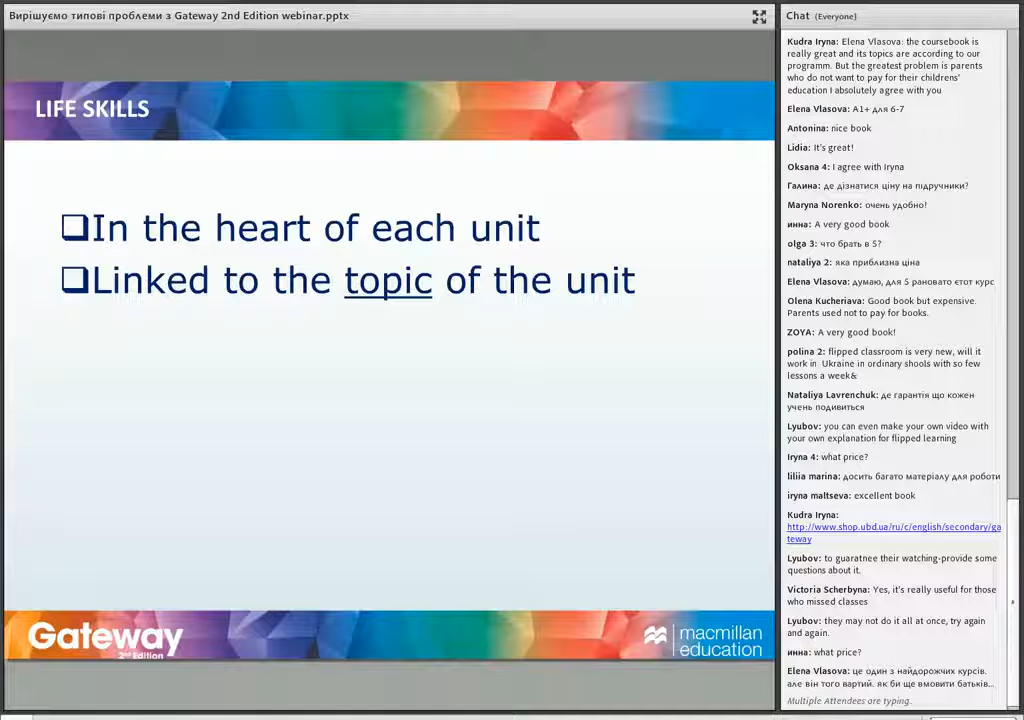 Вирішуємо типові проблеми з Gateway 2nd Edition webinar.pptx
LIFE SKILLS
❑In the heart of each unit
❑Linked to the topic of the unit
Gateway
2nd Edition
macmillan
education
Chat (Everyone)
Kudra Iryna: Elena Vlasova: the coursebook is
really great and its topics are according to our
programm. But the greatest problem is parents
who do not want to pay for their childrens'
education I absolutely agree with you
Elena Vlasova: A1+ для 6-7
Antonina: nice book
Lidia: It's great!
Oksana 4: I agree with Iryna
Галина: де дізнатися ціну на підручники?
Maryna Norenko: очень удобно!
инна: A very good book
olga 3: что брать в 5?
nataliya 2: яка приблизна ціна
Elena Vlasova: думаю, для 5 рановато єтот курс
Olena Kucheriava: Good book but expensive.
Parents used not to pay for books.
ZOYA: A very good book!
polina 2: flipped classroom is very new, will it
work in Ukraine in ordinary shools with so few
lessons a week&
Nataliya Lavrenchuk: де гарантія що кожен
учень подивиться
Lyubov: you can even make your own video with
your own explanation for flipped learning
Iryna 4: what price?
liliia marina: досить багато матеріалу для роботи
iryna maltseva: excellent book
Kudra Iryna:
http://www.shop.ubd.ua/ru/c/english/secondary/ga
teway
Lyubov: to guaratnee their watching-provide some
questions about it.
Victoria Scherbyna: Yes, it's really useful for those
who missed classes
Lyubov: they may not do it all at once, try again
and again.
инна: what price?
Elena Vlasova: це один з найдорожчих курсів.
але він того вартий. як би ще вмовити батьків...
Multiple Attendees are typing.